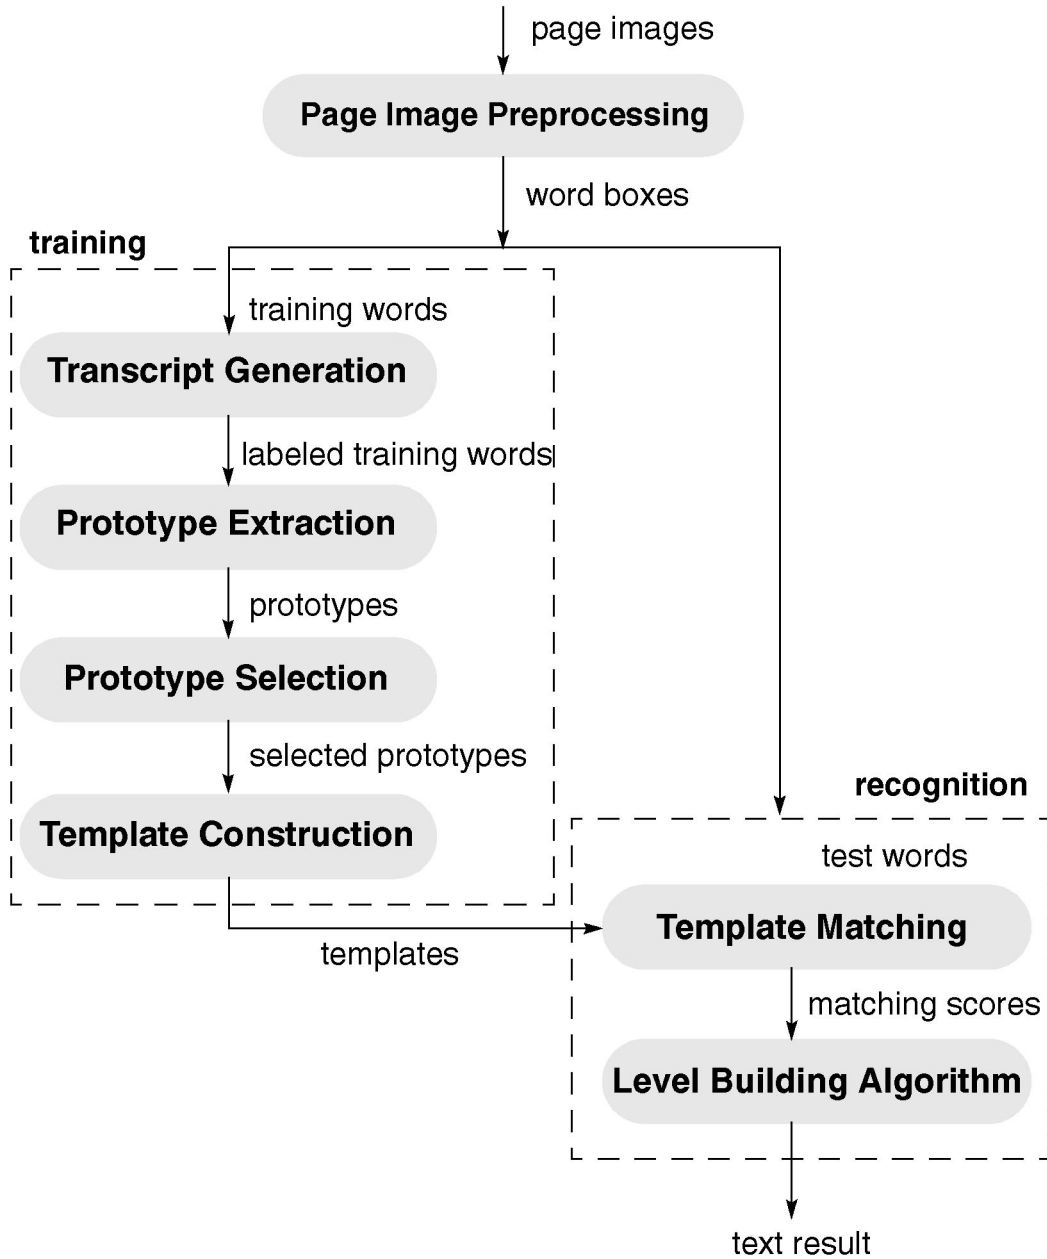 page images
Page Image Preprocessing
word boxes
training
training words
Transcript Generation
labeled training words
Prototype Extraction
prototypes
Prototype Selection
selected prototypes
Template Construction
templates
recognition
test words
Template Matching
matching scores
Level Building Algorithm
text result